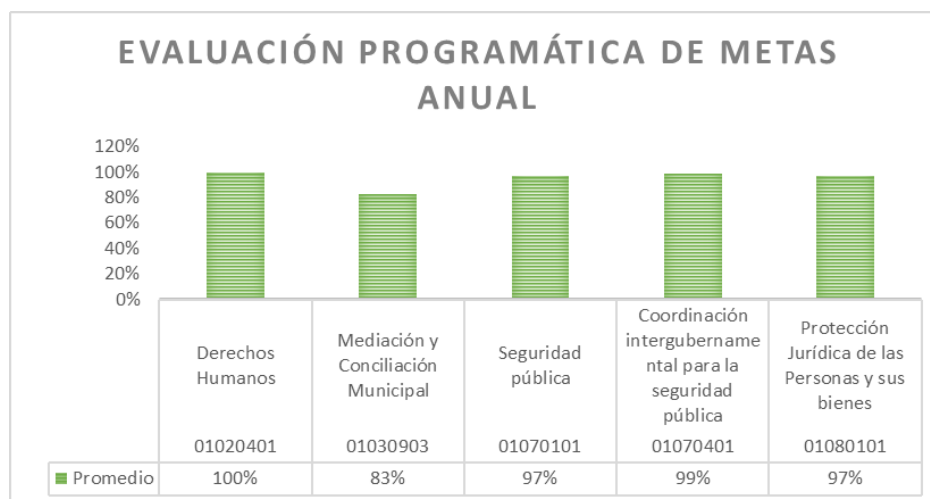 EVALUACIÓN PROGRAMÁTICA DE METAS
ANUAL
120%
100%
80%
60%
40%
20%
0%
Derechos
Humanos
Mediación y
Conciliación
Municipal
Seguridad
pública
Coordinación
intergubername
ntal para la
seguridad
pública
Protección
Jurídica de las
Personas y sus
bienes
01020401 01030903 01070101 01070401 01080101
Promedio 100% 83% 97% 99% 97%